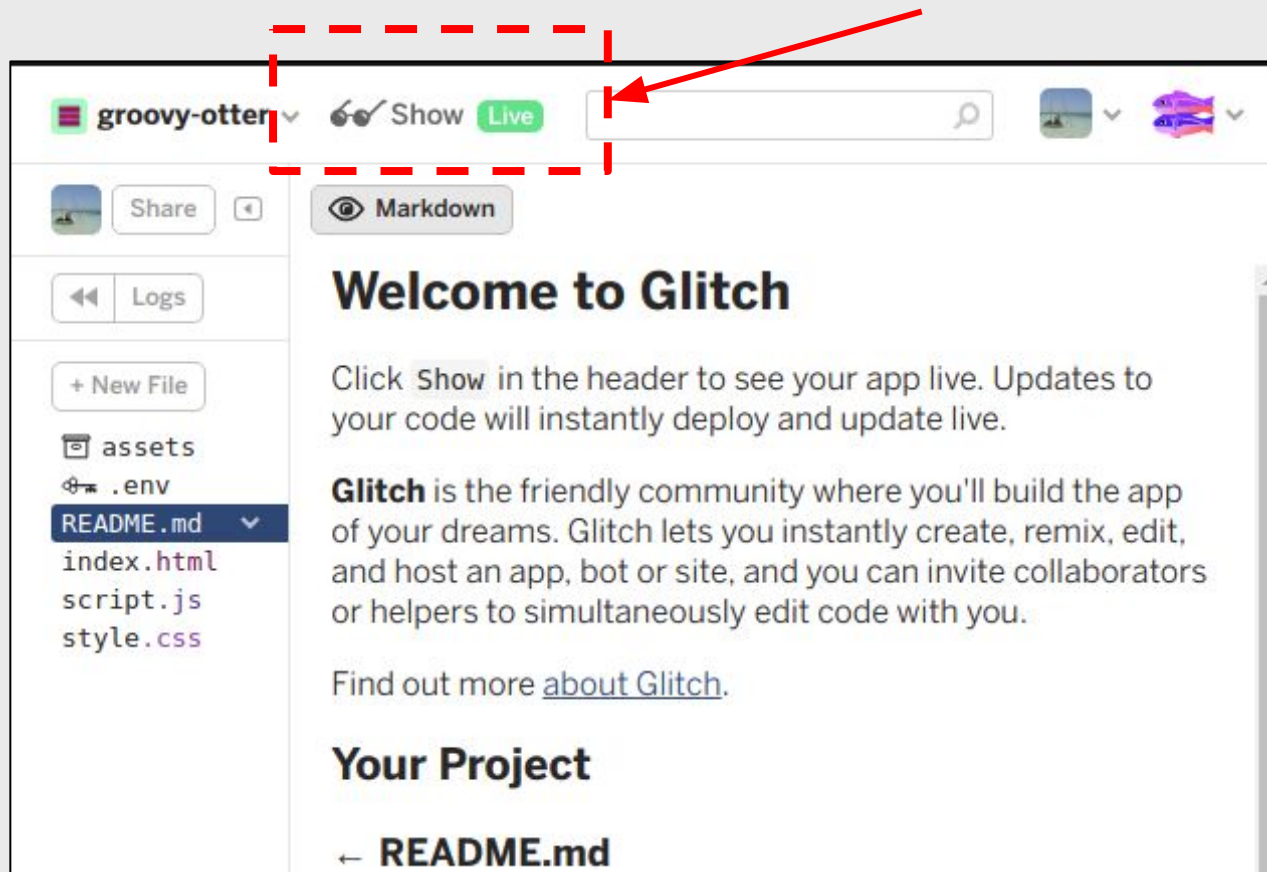 groovy-otter
Show Live
Share
Markdown
Logs
Welcome to Glitch
+ New File
Click Show in the header to see your app live. Updates to
your code will instantly deploy and update live.
assets
.env
README.md
index.html
script.js
style.css
Glitch is the friendly community where you'll build the app
of your dreams. Glitch lets you instantly create, remix, edit,
and host an app, bot or site, and you can invite collaborators
or helpers to simultaneously edit code with you.
Find out more about Glitch.
Your Project
← README.md